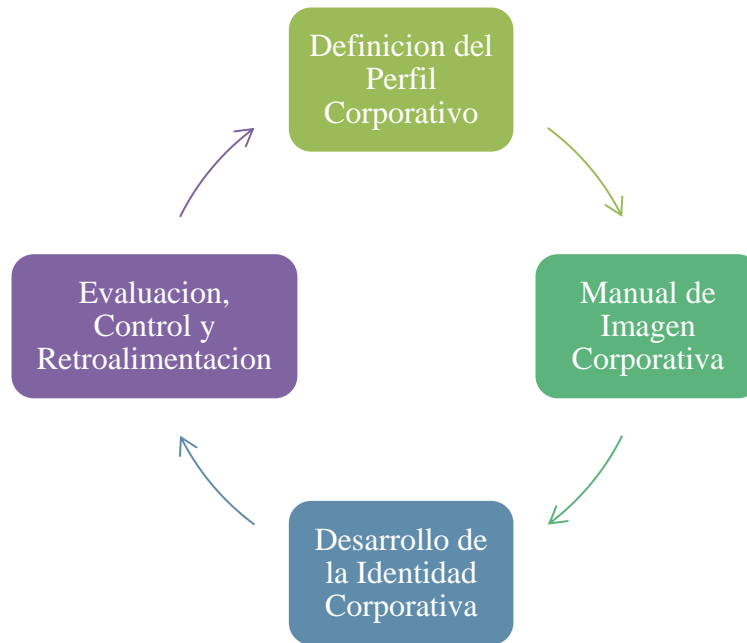 Definicion del
Perfil
Corporativo
Manual de
Imagen
Corporativa
Desarrollo de
la Identidad
Corporativa
Evaluacion,
Control y
Retroalimentacion